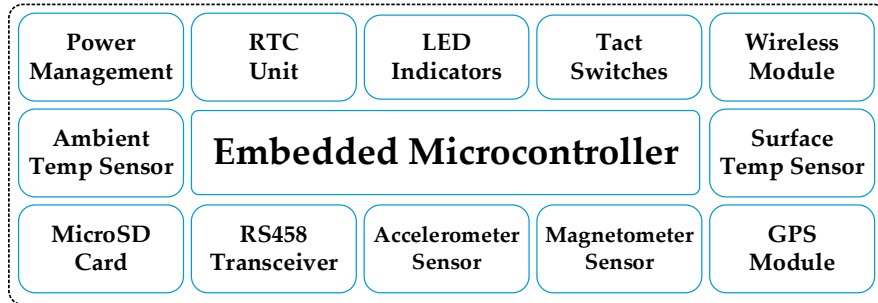 Power
Management
RTC
Unit
LED
Indicators
Tact
Switches
Wireless
Module
Ambient
Temp Sensor
Embedded Microcontroller
Surface
Temp Sensor
MicroSD
Card
RS458
Transceiver
Accelerometer
Sensor
Magnetometer
Sensor
GPS
Module